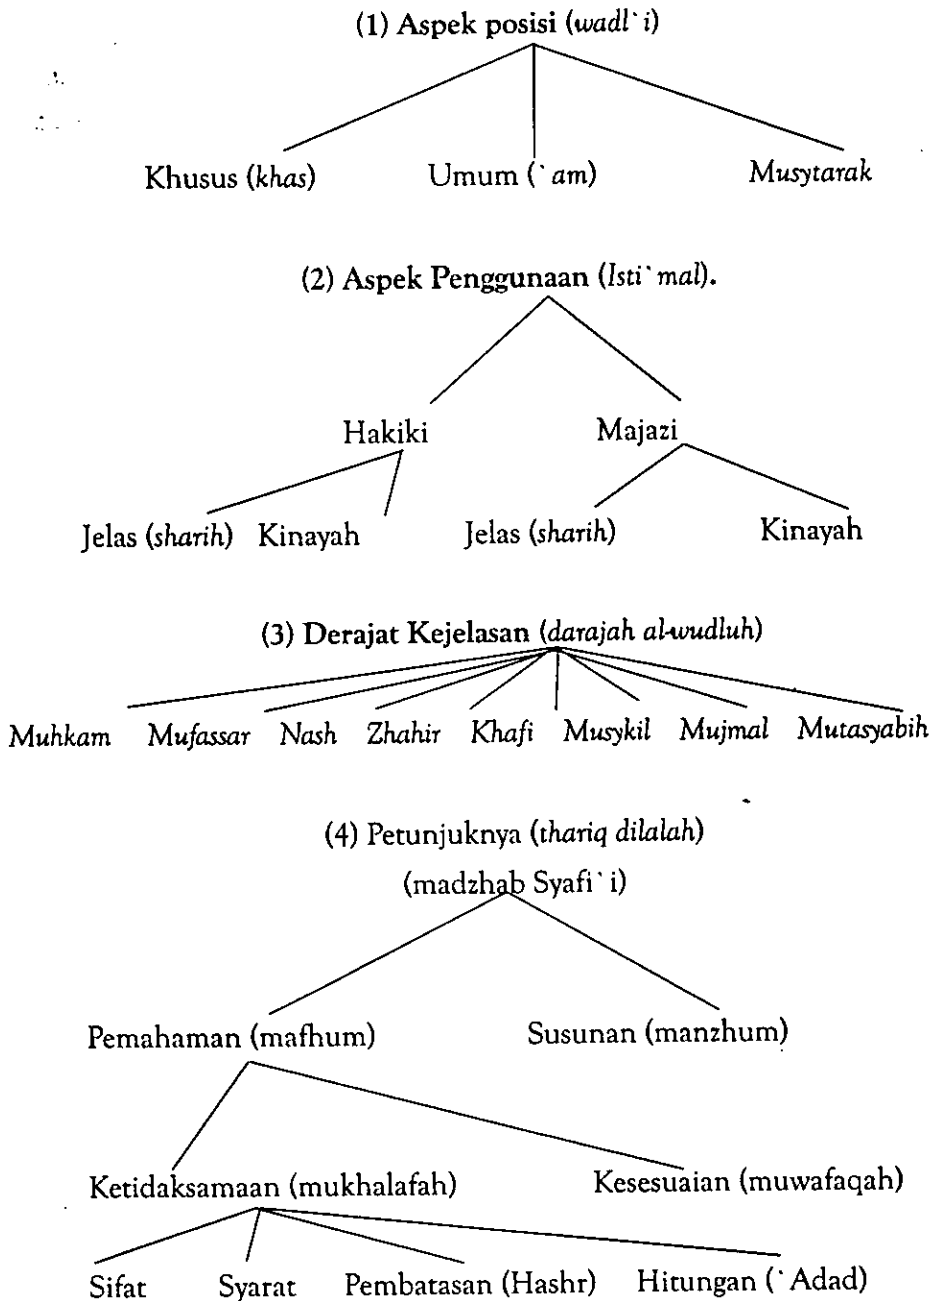 (1) Aspek posisi (wadl`i)
Khusus (khas) Umum (`am) Musytarak
(2) Aspek Penggunaan (Isti`mal).
Hakiki Majazi
Jelas (sharih) Kinayah Jelas (sharih) Kinayah
(3) Derajat Kejelasan (darajah al-wudluh)
Muhkam Mufassar Nash Zhahir Khafi Musykil Mujmal Mutasyabih
(4) Petunjuknya (thariq dilalah)
(madzhab Syafi`i)
Pemahaman (mafhum) Susunan (manzhum)
Ketidaksamaan (mukhalafah) Kesesuaian (muwafaqah)
Sifat Syarat Pembatasan (Hashr) Hitungan (`Adad)